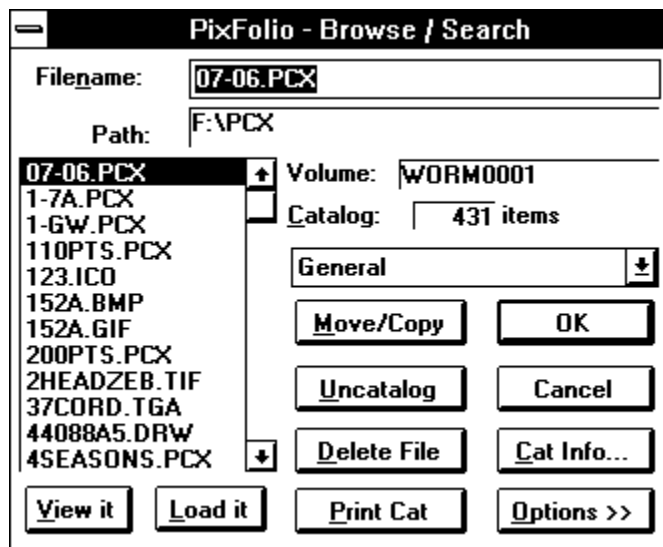 PixFolio - Browse / Search
Filename: 07-06.PCX
Path: F:\PCX
07-06.PCX
1-7A.PCX
1-GW.PCX
110PTS.PCX
123.ICO
152A.BMP
152A.GIF
200PTS.PCX
2HEADZEB.TIF
37CORD.TGA
44088A5.DRW
4SEASONS.PCX
Volume: WORM0001
Catalog: 431 items
General
Move/Copy OK
Uncatalog Cancel
Delete File Cat Info...
View it Load it Print Cat Options >>